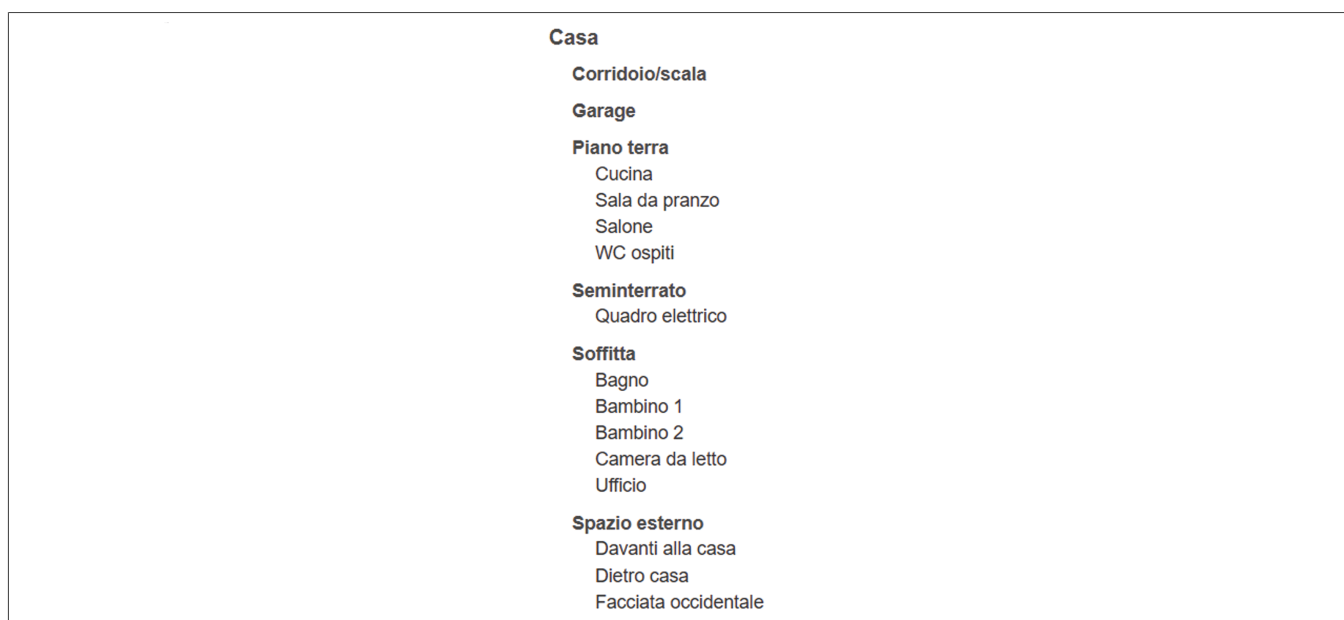 Casa
Corridoio/scala
Garage
Piano terra
Cucina
Sala da pranzo
Salone
WC ospiti
Seminterrato
Quadro elettrico
Soffitta
Bagno
Bambino 1
Bambino 2
Camera da letto
Ufficio
Spazio esterno
Davanti alla casa
Dietro casa
Facciata occidentale